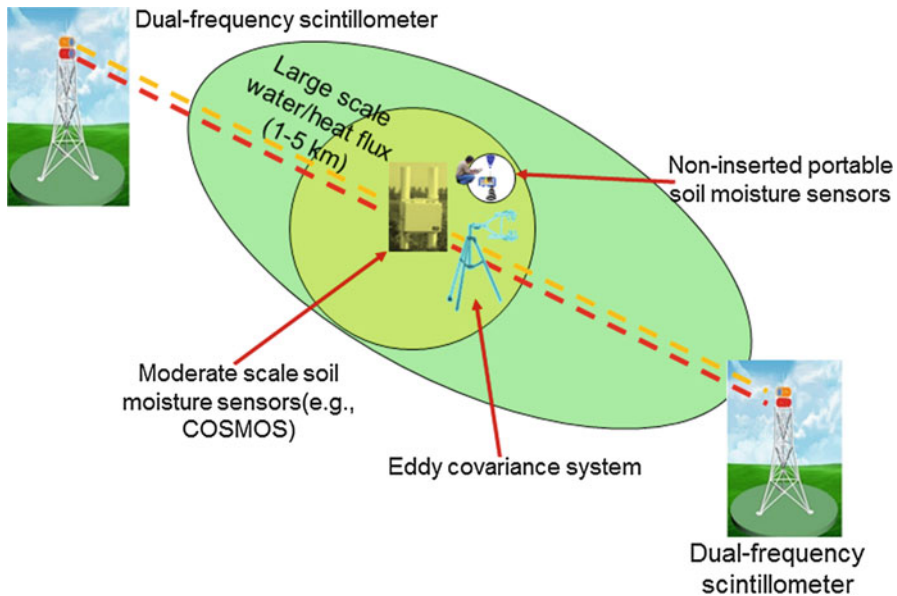 Dual-frequency scintillometer
Large scale
water/heat flux
(1-5 km)
Non-inserted portable
soil moisture sensors
Moderate scale soil
moisture sensors(e.g.,
COSMOS)
Eddy covariance system
Dual-frequency
scintillometer